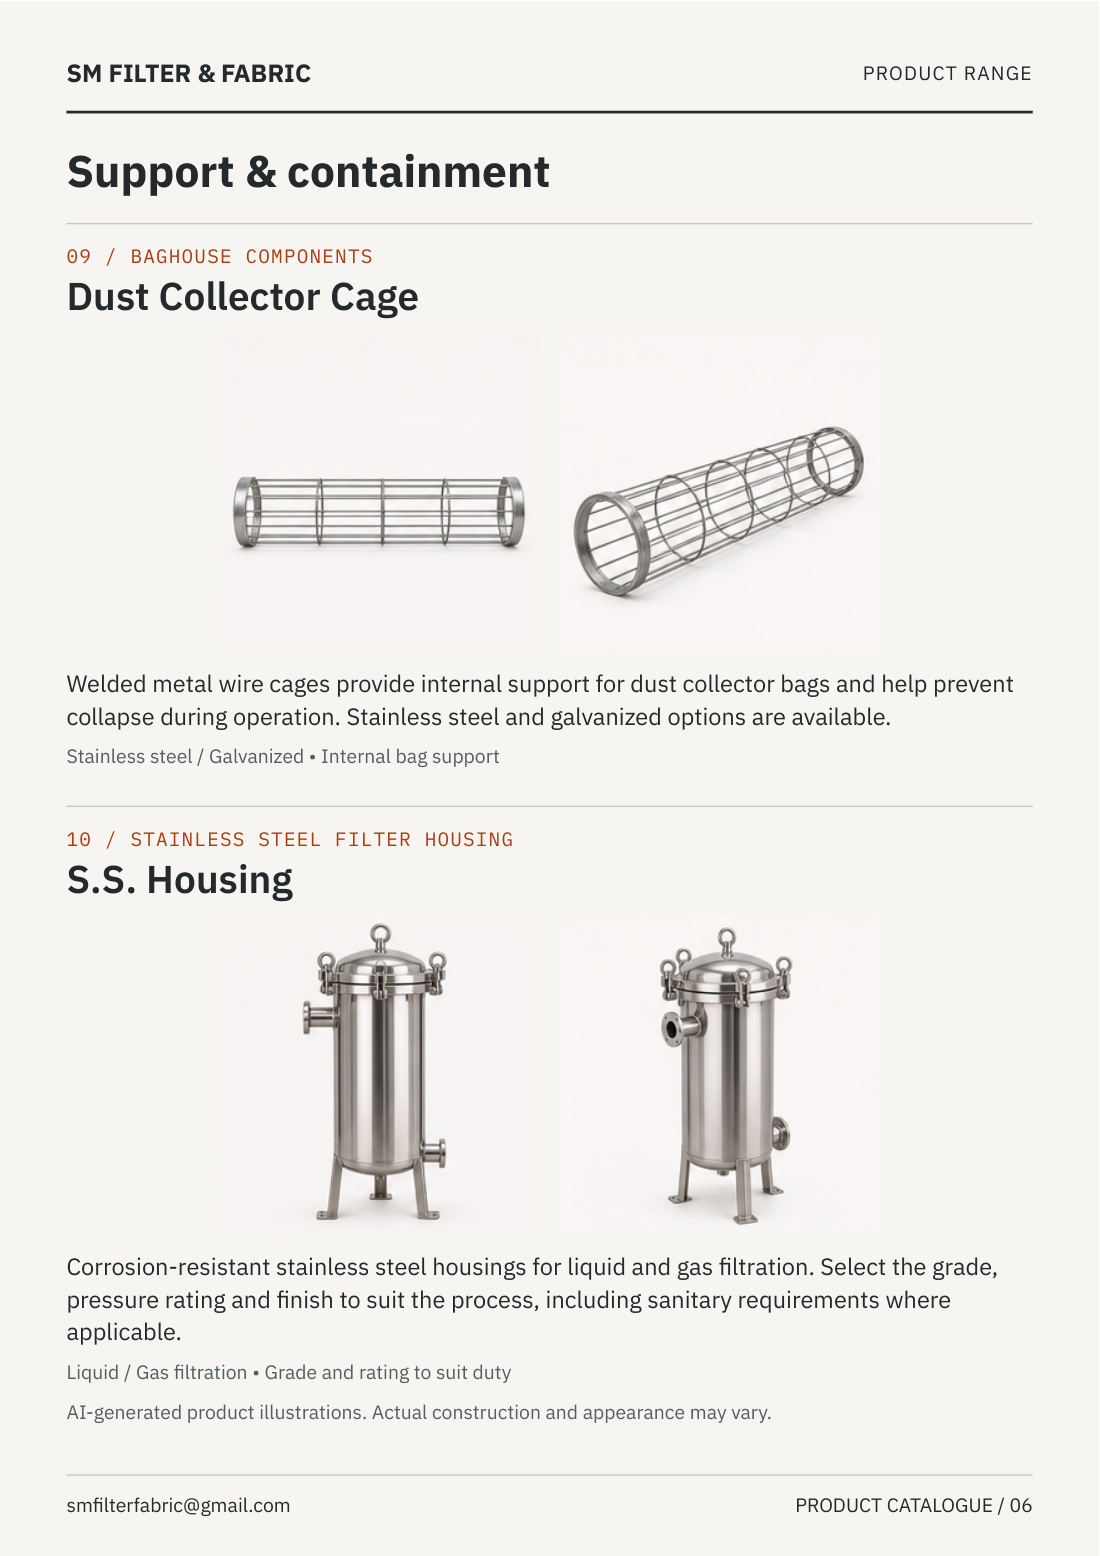 SM FILTER & FABRIC
PRODUCT RANGE
Support & containment
09 / BAGHOUSE COMPONENTS
Dust Collector Cage
Welded metal wire cages provide internal support for dust collector bags and help prevent
collapse during operation. Stainless steel and galvanized options are available.
Stainless steel / Galvanized • Internal bag support
10 / STAINLESS STEEL FILTER HOUSING
S.S. Housing
Corrosion-resistant stainless steel housings for liquid and gas filtration. Select the grade,
pressure rating and finish to suit the process, including sanitary requirements where
applicable.
Liquid / Gas filtration • Grade and rating to suit duty
AI-generated product illustrations. Actual construction and appearance may vary.
smfilterfabric@gmail.com
PRODUCT CATALOGUE / 06